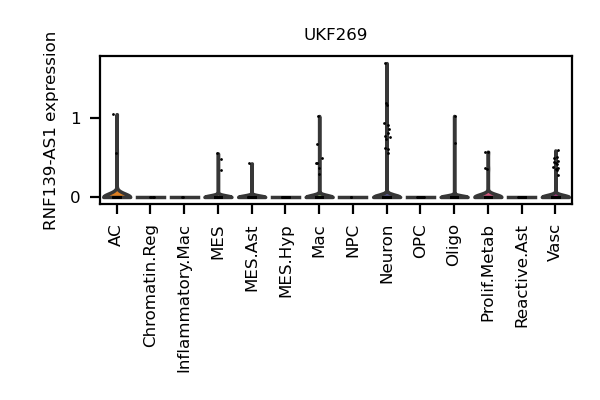 UKF269
RNF139-AS1 expression
1
0
AC
Chromatin.Reg
Inflammatory.Mac
MES
MES.Ast
MES.Hyp
Mac
NPC
Neuron
OPC
Oligo
Prolif.Metab
Reactive.Ast
Vasc